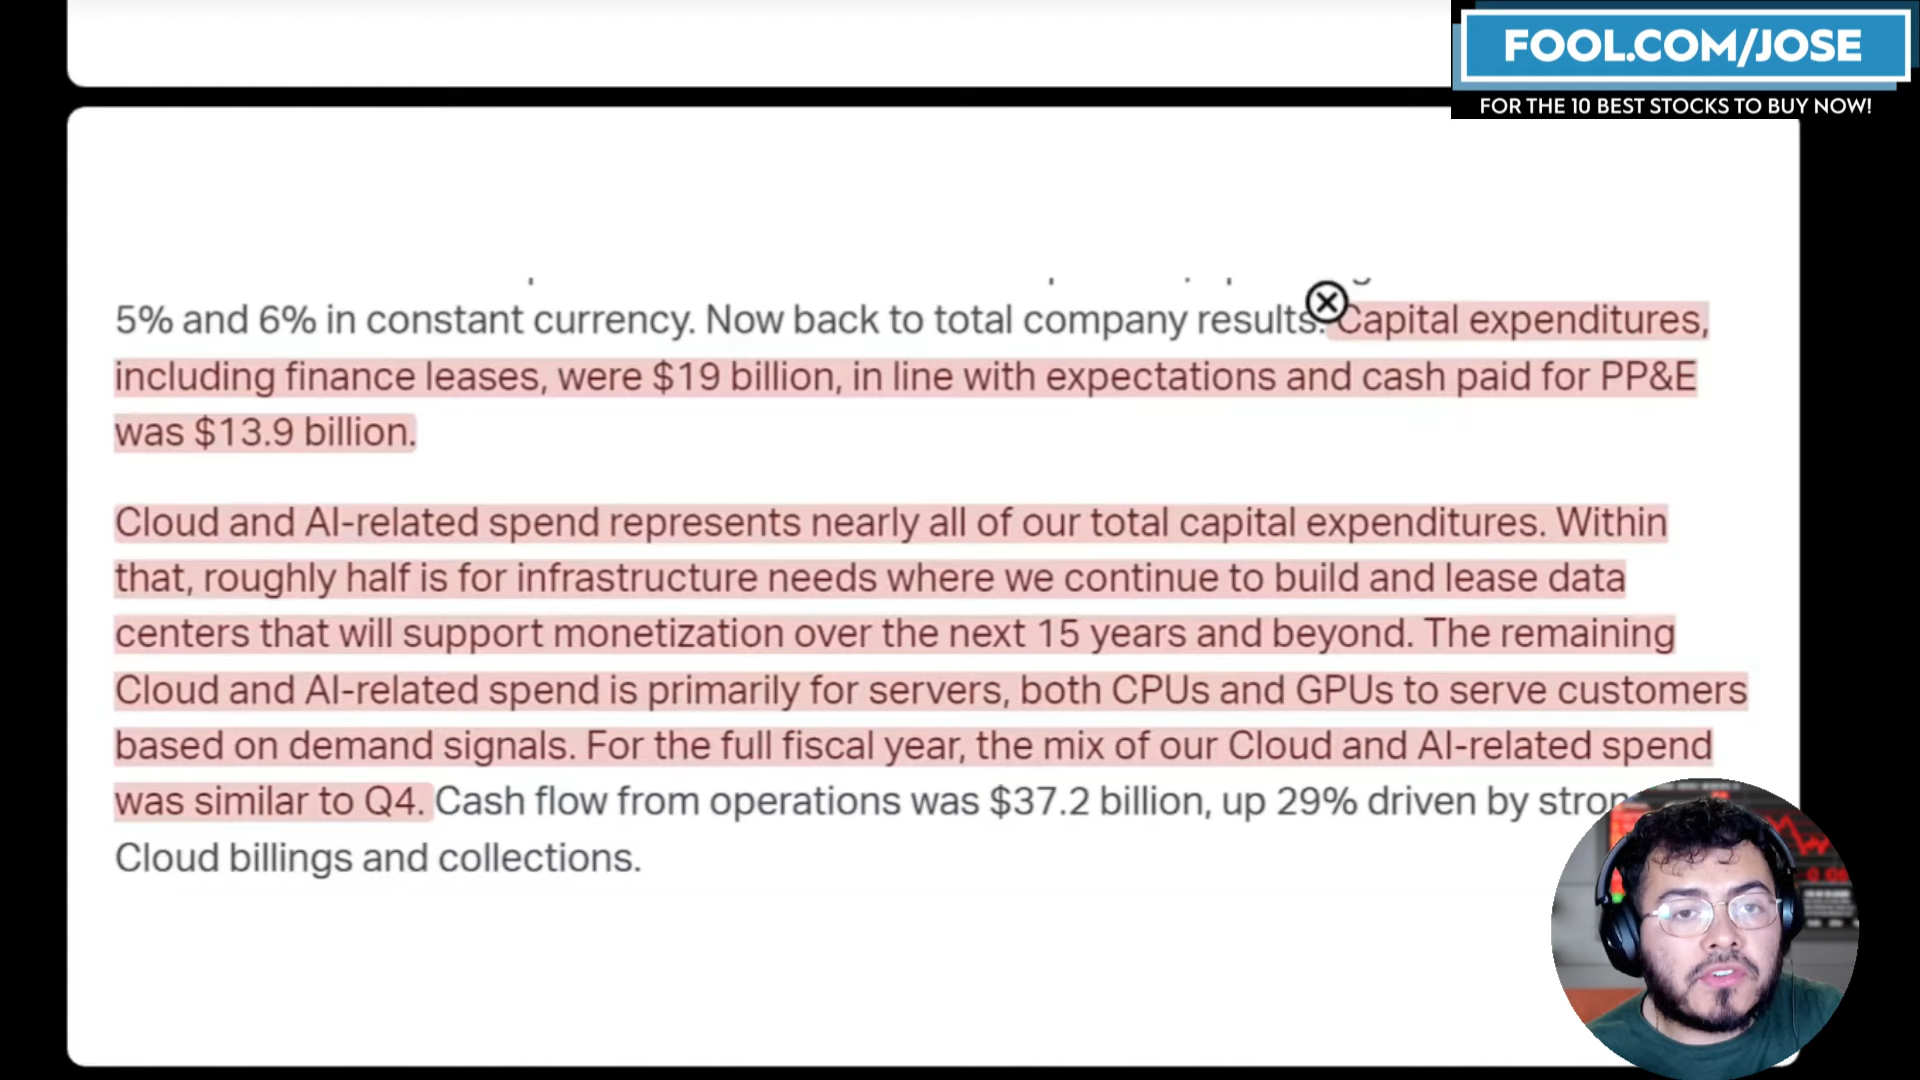 FOOL.COM/JOSE
FOR THE 10 BEST STOCKS TO BUY NOW!
5% and 6% in constant currency. Now back to total company results. Capital expenditures,
including finance leases, were $19 billion, in line with expectations and cash paid for PP&E
was $13.9 billion.
Cloud and AI-related spend represents nearly all of our total capital expenditures. Within
that, roughly half is for infrastructure needs where we continue to build and lease data
centers that will support monetization over the next 15 years and beyond. The remaining
Cloud and AI-related spend is primarily for servers, both CPUs and GPUs to serve customers
based on demand signals. For the full fiscal year, the mix of our Cloud and AI-related spend
was similar to Q4. Cash flow from operations was $37.2 billion, up 29% driven by
Cloud billings and collections.